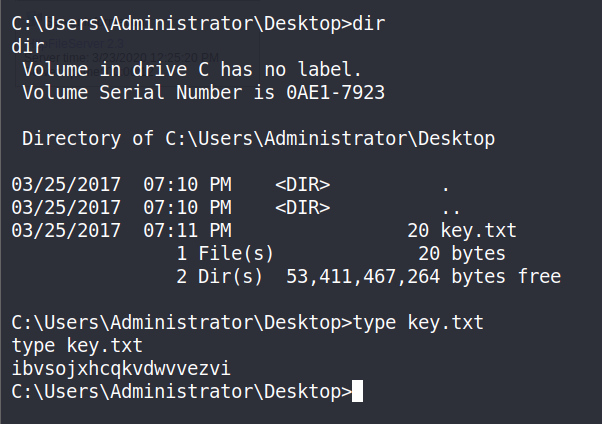 C:\Users\Administrator\Desktop>dir
dir
 Volume in drive C has no label.
 Volume Serial Number is 0AE1-7923

 Directory of C:\Users\Administrator\Desktop

03/25/2017  07:10 PM    <DIR>          .
03/25/2017  07:10 PM    <DIR>          ..
03/25/2017  07:11 PM                20 key.txt
               1 File(s)             20 bytes
               2 Dir(s)  53,411,467,264 bytes free

C:\Users\Administrator\Desktop>type key.txt
type key.txt
ibvsojxhcqkvdwvvezvi
C:\Users\Administrator\Desktop>